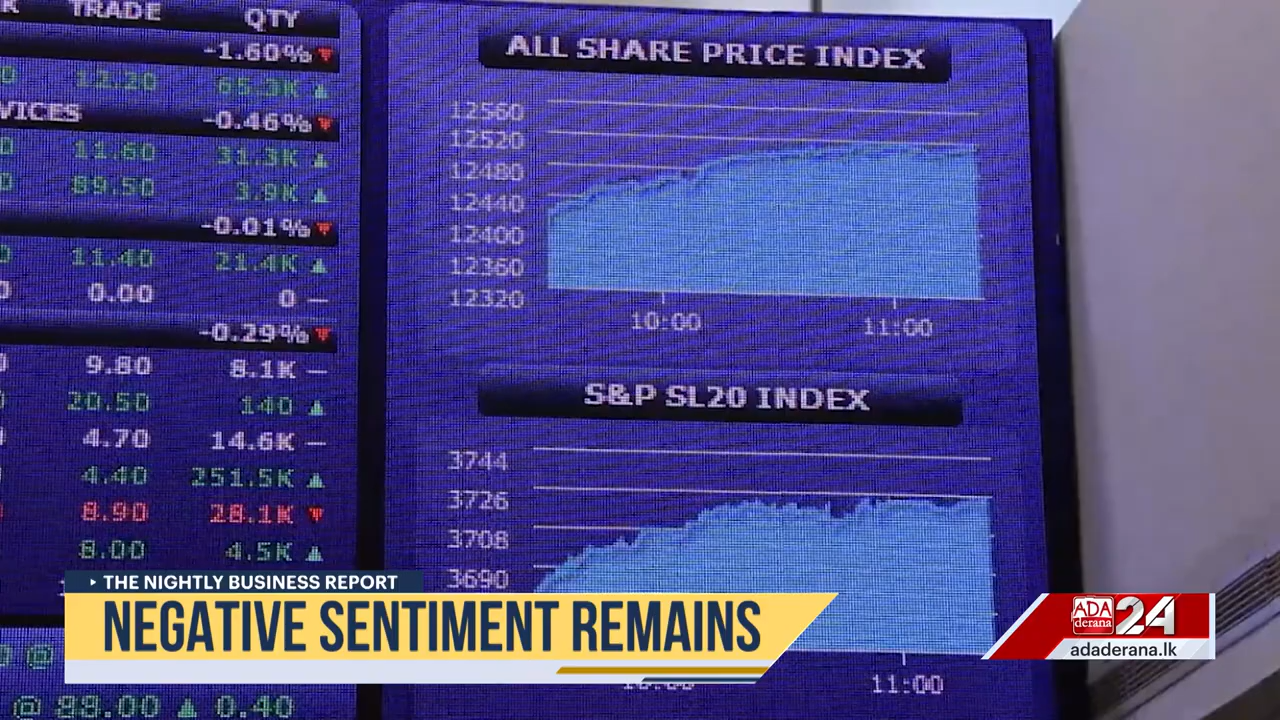 TRADE QTY
-1.60% ▼
12.20 65.3K ▲
VICES -0.46% ▼
11.60 31.3K ▲
89.50 3.9K ▲
-0.01% ▼
11.40 21.4K ▲
0.00 0 –
-0.29% ▼
9.80 8.1K –
20.50 140 ▲
4.70 14.6K –
4.40 251.5K ▲
8.90 28.1K ▼
8.00 4.5K ▲
@ 88.00 ▲ 0.40
ALL SHARE PRICE INDEX
12560
12520
12480
12440
12400
12360
12320
10:00 11:00
S&P SL20 INDEX
3744
3726
3708
3690
11:00
THE NIGHTLY BUSINESS REPORT
NEGATIVE SENTIMENT REMAINS
ADA derana 24
adaderana.lk